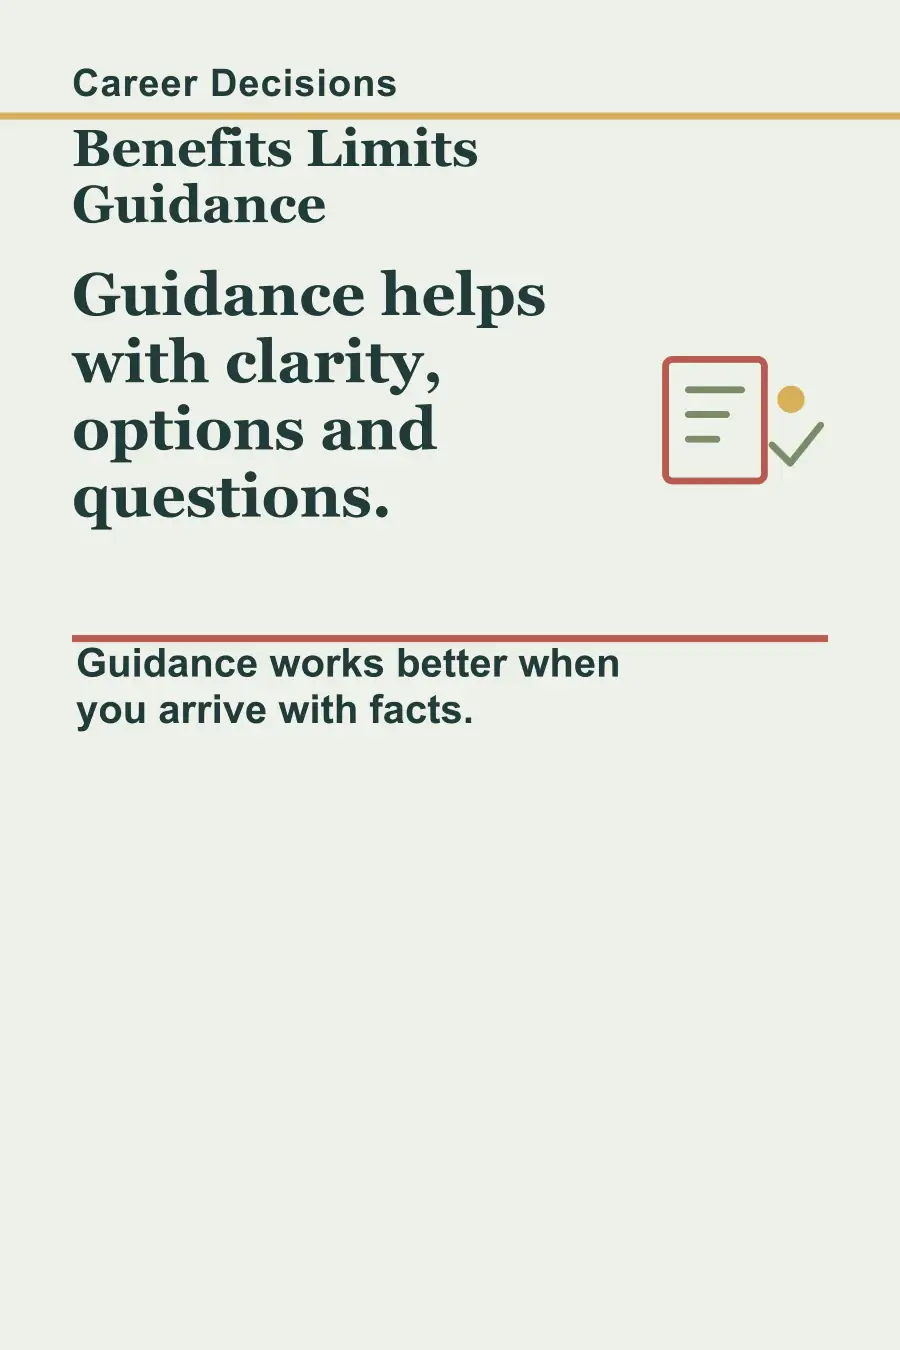 Career Decisions
Benefits Limits
Guidance
Guidance helps
with clarity,
options and
questions.
Guidance works better when
you arrive with facts.